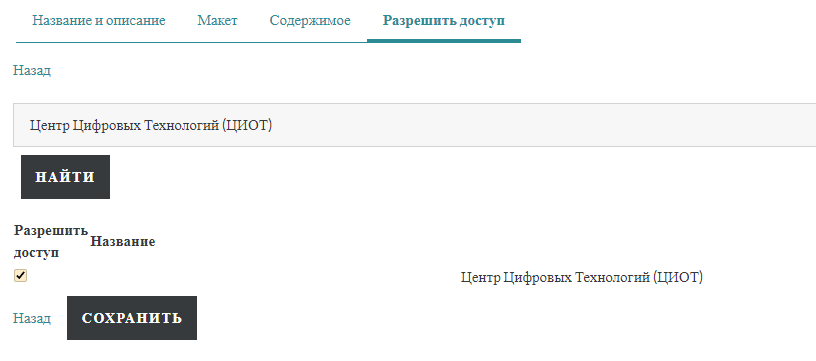 Название и описание Макет Содержимое Разрешить доступ
Назад
Центр Цифровых Технологий (ЦИОТ)
НАЙТИ
Разрешить доступ Название
Центр Цифровых Технологий (ЦИОТ)
Назад СОХРАНИТЬ